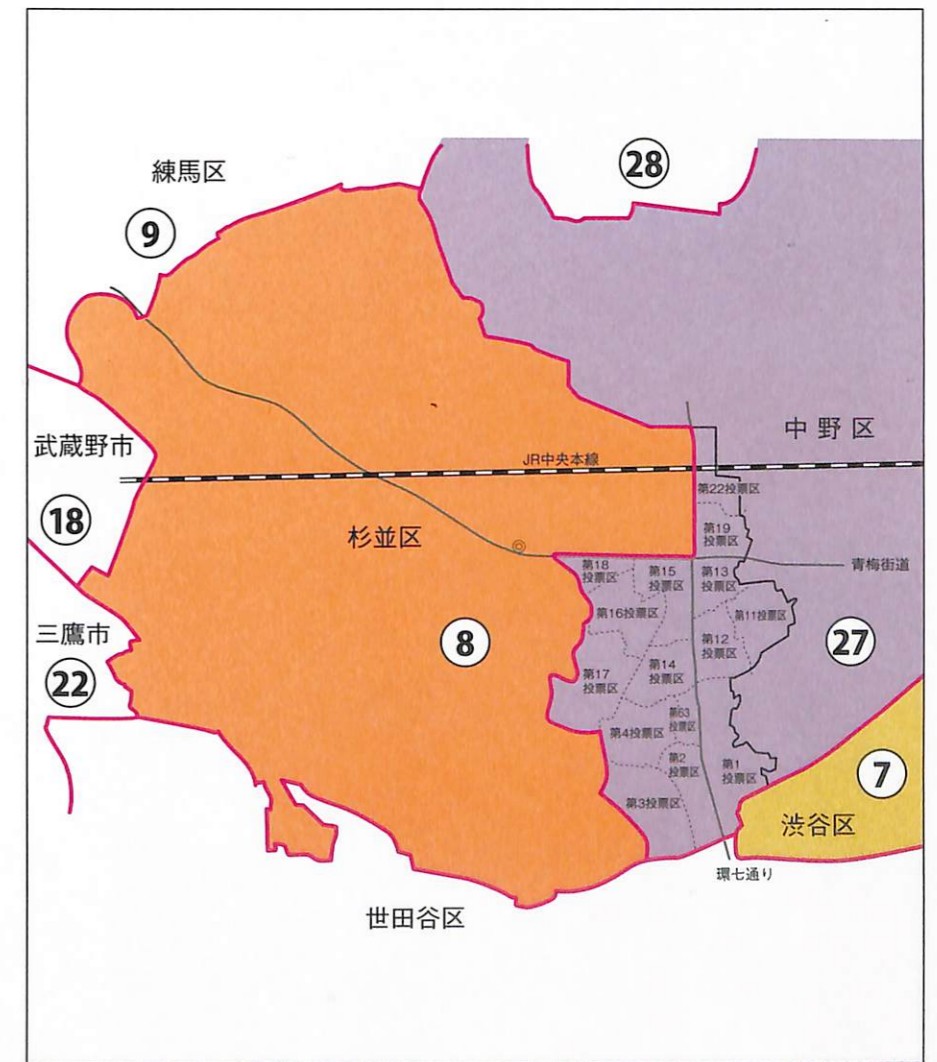 練馬区
㉘
⑨
中野区
武蔵野市
JR中央本線
第22投票区
⑱
杉並区
第19
投票区
青梅街道
第18
投票区
第15
投票区
第13
投票区
第16投票区
第11投票区
三鷹市
⑧
第12
投票区
㉗
㉒
第17
投票区
第14
投票区
第63
投票区
第4投票区
第2
投票区
第1
投票区
⑦
第3投票区
渋谷区
環七通り
世田谷区